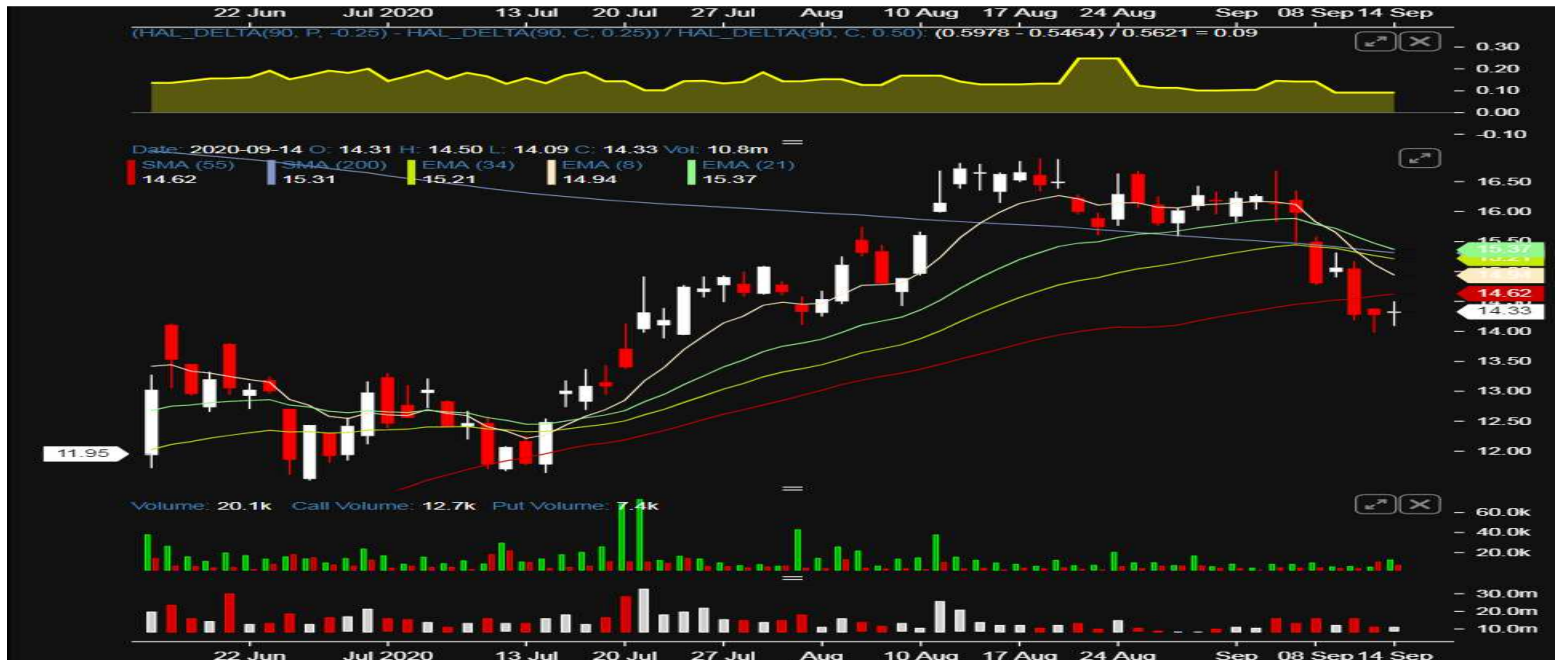 22 Jun Jul 2020 13 Jul 20 Jul 27 Jul Aug 10 Aug 17 Aug 24 Aug Sep 08 Sep 14 Sep
(HAL_DELTA(90, P, -0.25) - HAL_DELTA(90, C, 0.25)) / HAL_DELTA(90, C, 0.50): (0.5978 - 0.5464) / 0.5621 = 0.09
0.30
0.20
0.10
0.00
-0.10
Date: 2020-09-14 O: 14.31 H: 14.50 L: 14.09 C: 14.33 Vol: 10.8m
SMA (55) SMA (200) EMA (34) EMA (8) EMA (21)
14.62 15.31 15.21 14.94 15.37
16.50
16.00
15.50
15.37
15.21
14.94
14.62
14.33
14.00
13.50
13.00
12.50
12.00
11.95
Volume: 20.1k Call Volume: 12.7k Put Volume: 7.4k
60.0k
40.0k
20.0k
30.0m
20.0m
10.0m
22 Jun Jul 2020 13 Jul 20 Jul 27 Jul Aug 10 Aug 17 Aug 24 Aug Sep 08 Sep 14 Sep